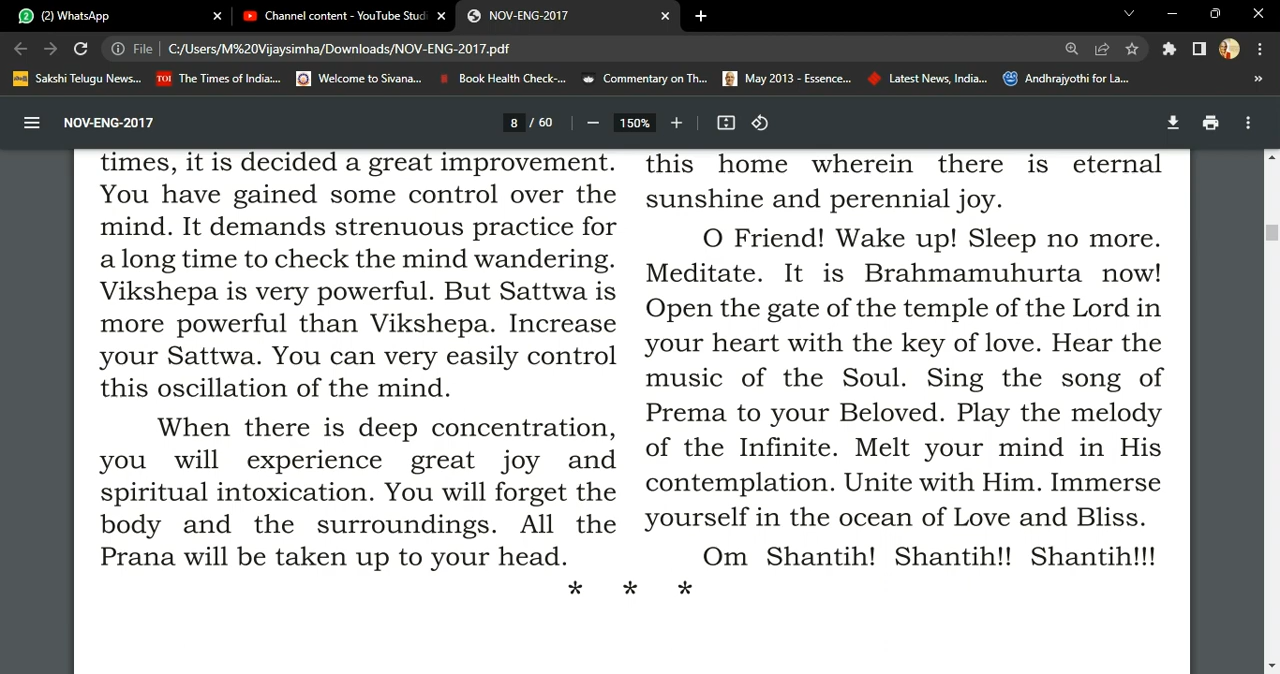 (2) WhatsApp
Channel content - YouTube Studi
NOV-ENG-2017
File
C:/Users/M%20Vijaysimha/Downloads/NOV-ENG-2017.pdf
Sakshi Telugu News...
TOI
The Times of India:...
Welcome to Sivana...
Book Health Check-...
Commentary on Th...
May 2013 - Essence...
Latest News, India...
Andhrajyothi for La...
»
NOV-ENG-2017
8 / 60
150%
times, it is decided a great improvement.
You have gained some control over the
mind. It demands strenuous practice for
a long time to check the mind wandering.
Vikshepa is very powerful. But Sattwa is
more powerful than Vikshepa. Increase
your Sattwa. You can very easily control
this oscillation of the mind.
When there is deep concentration,
you will experience great joy and
spiritual intoxication. You will forget the
body and the surroundings. All the
Prana will be taken up to your head.
this home wherein there is eternal
sunshine and perennial joy.
O Friend! Wake up! Sleep no more.
Meditate. It is Brahmamuhurta now!
Open the gate of the temple of the Lord in
your heart with the key of love. Hear the
music of the Soul. Sing the song of
Prema to your Beloved. Play the melody
of the Infinite. Melt your mind in His
contemplation. Unite with Him. Immerse
yourself in the ocean of Love and Bliss.
Om Shantih! Shantih!! Shantih!!!
* * *